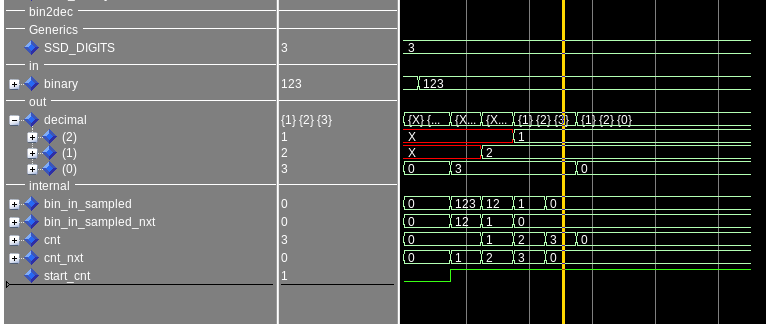 bin2dec
Generics
SSD_DIGITS 3 3
in
binary 123 123
out
decimal {1} {2} {3} {X} {... {X... {X... {1} {2} {3} {1} {2} {0}
(2) 1 X 1
(1) 2 X 2
(0) 3 0 3 0
internal
bin_in_sampled 0 0 123 12 1 0
bin_in_sampled_nxt 0 0 12 1 0
cnt 3 0 1 2 3 0
cnt_nxt 0 0 1 2 3 0
start_cnt 1